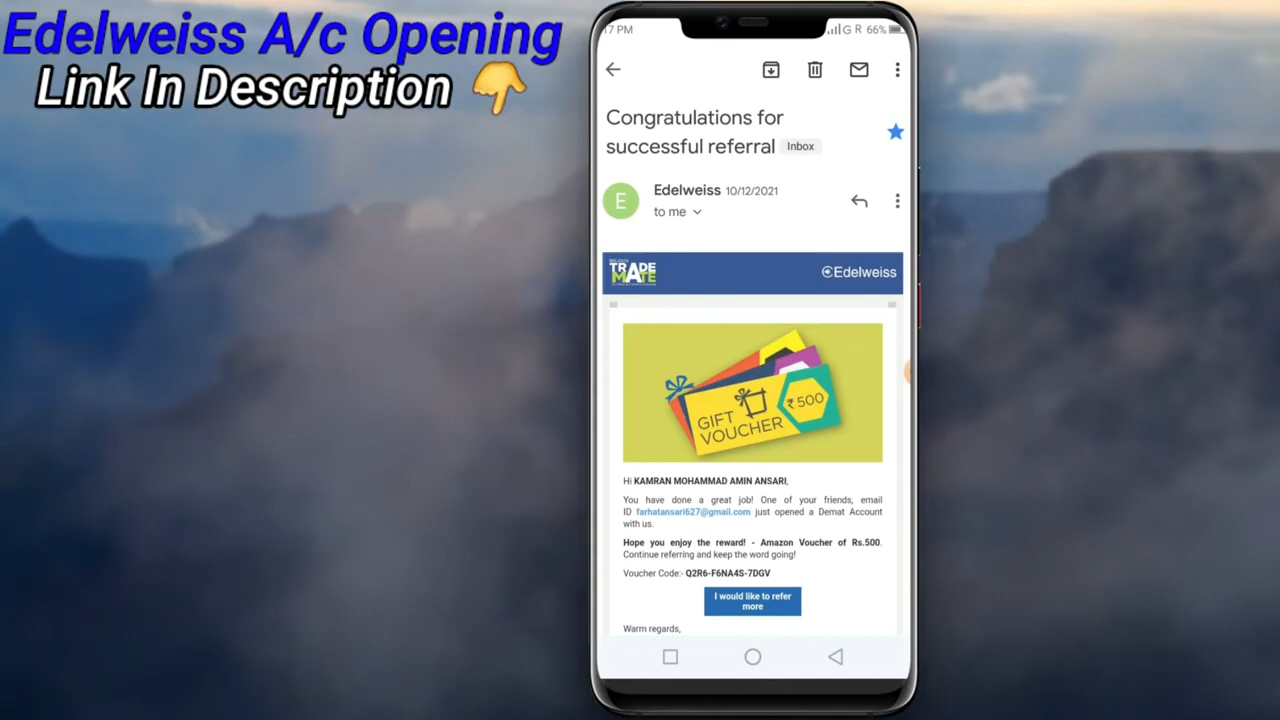 Edelweiss A/c Opening
Link In Description 👇
17 PM
G R 66%
Congratulations for
successful referral Inbox
E
Edelweiss 10/12/2021
to me
TRADE
MATE
Edelweiss
GIFT
VOUCHER
₹ 500
Hi KAMRAN MOHAMMAD AMIN ANSARI,
You have done a great job! One of your friends, email
ID farhatansari627@gmail.com just opened a Demat Account
with us.
Hope you enjoy the reward! - Amazon Voucher of Rs.500.
Continue referring and keep the word going!
Voucher Code:- Q2R6-F6NA4S-7DGV
I would like to refer
more
Warm regards,